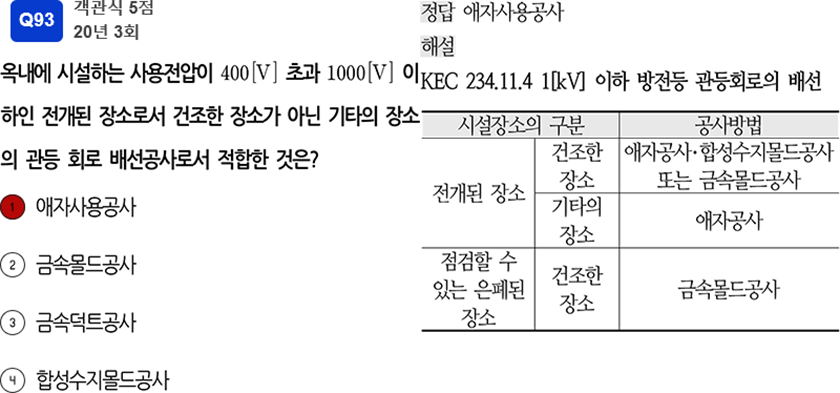 Q93
객관식 5점
20년 3회
옥내에 시설하는 사용전압이 400[V] 초과 1000[V] 이
하인 전개된 장소로서 건조한 장소가 아닌 기타의 장소
의 관등 회로 배선공사로서 적합한 것은?
1 애자사용공사
2 금속몰드공사
3 금속덕트공사
4 합성수지몰드공사
정답 애자사용공사
해설
KEC 234.11.4 1[kV] 이하 방전등 관등회로의 배선
시설장소의 구분 공사방법
전개된 장소
건조한
장소
애자공사·합성수지몰드공사
또는 금속몰드공사
기타의
장소
애자공사
점검할 수
있는 은폐된
장소
건조한
장소
금속몰드공사